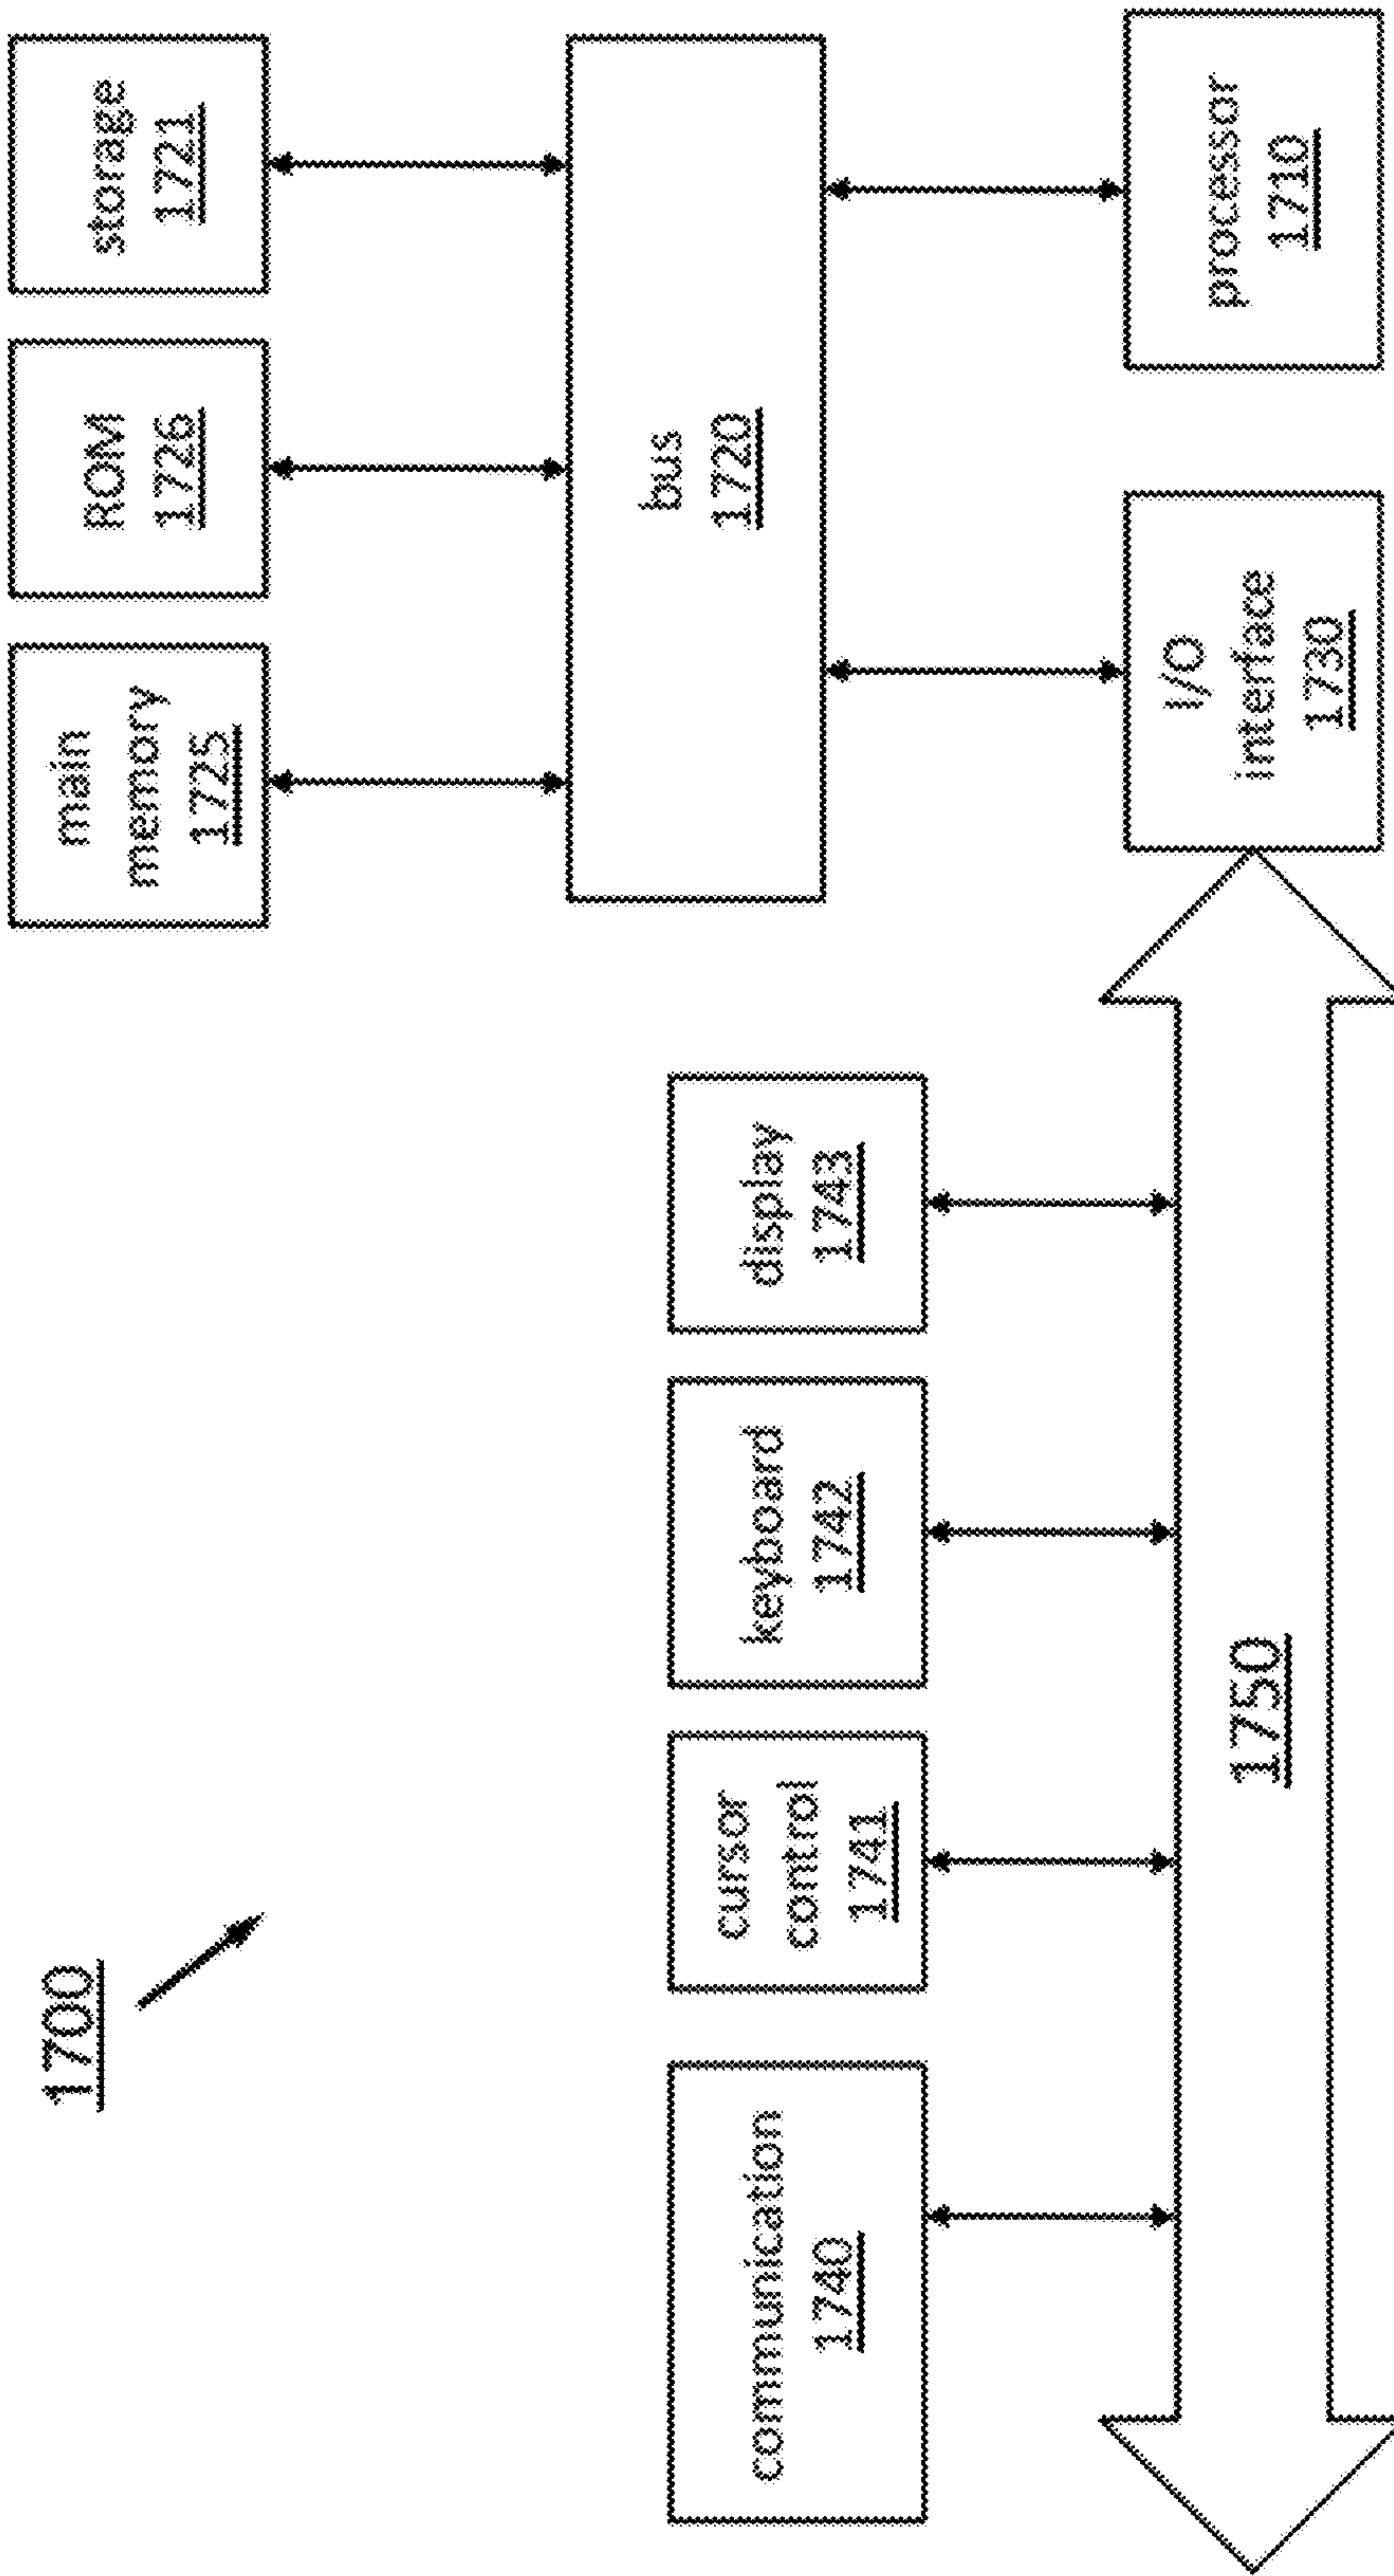 1700
communication
1740
cursor
control
1741
keyboard
1742
display
1743
1750
main
memory
1725
ROM
1726
storage
1721
bus
1720
I/O
interface
1730
processor
1710